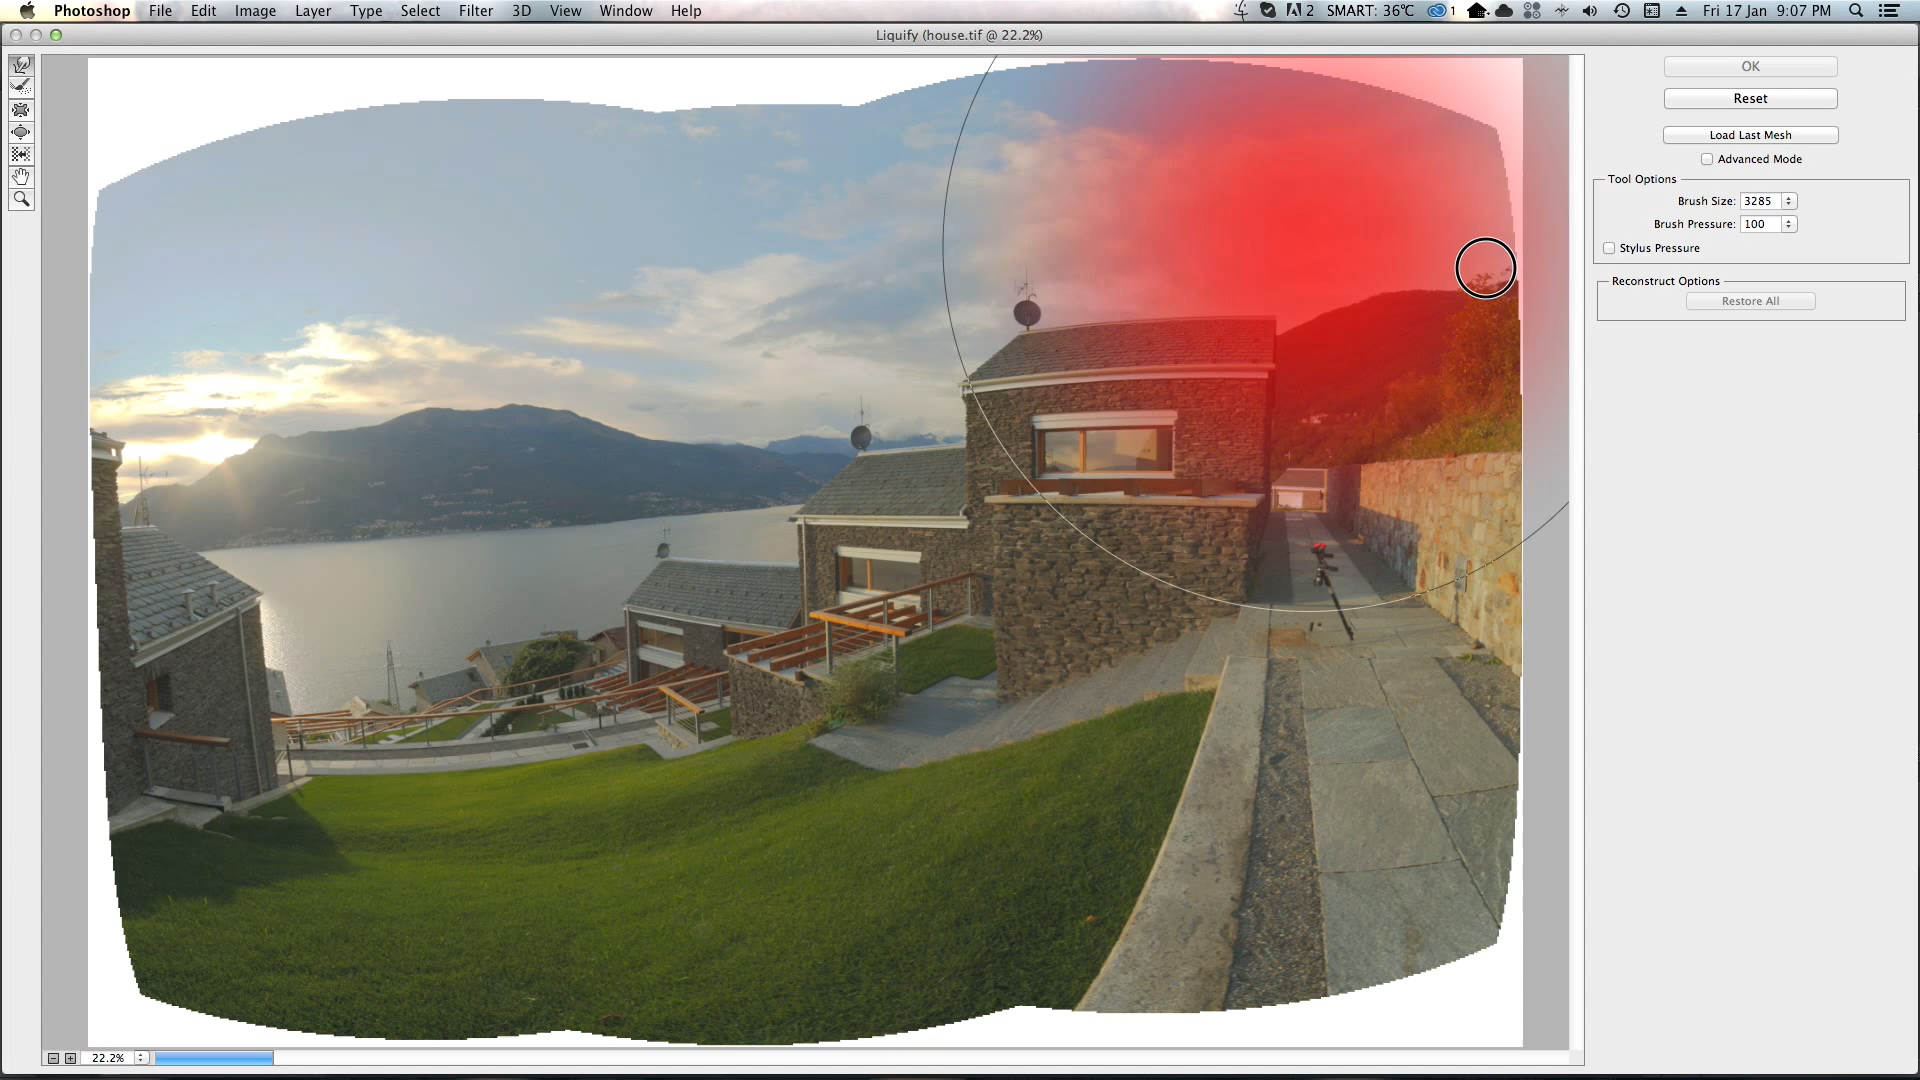 Photoshop File Edit Image Layer Type Select Filter 3D View Window Help 2 SMART: 36°C 1 Fri 17 Jan 9:07 PM
Liquify (house.tif @ 22.2%)
OK
Reset
Load Last Mesh
Advanced Mode
Tool Options
Brush Size: 3285
Brush Pressure: 100
Stylus Pressure
Reconstruct Options
Restore All
22.2%